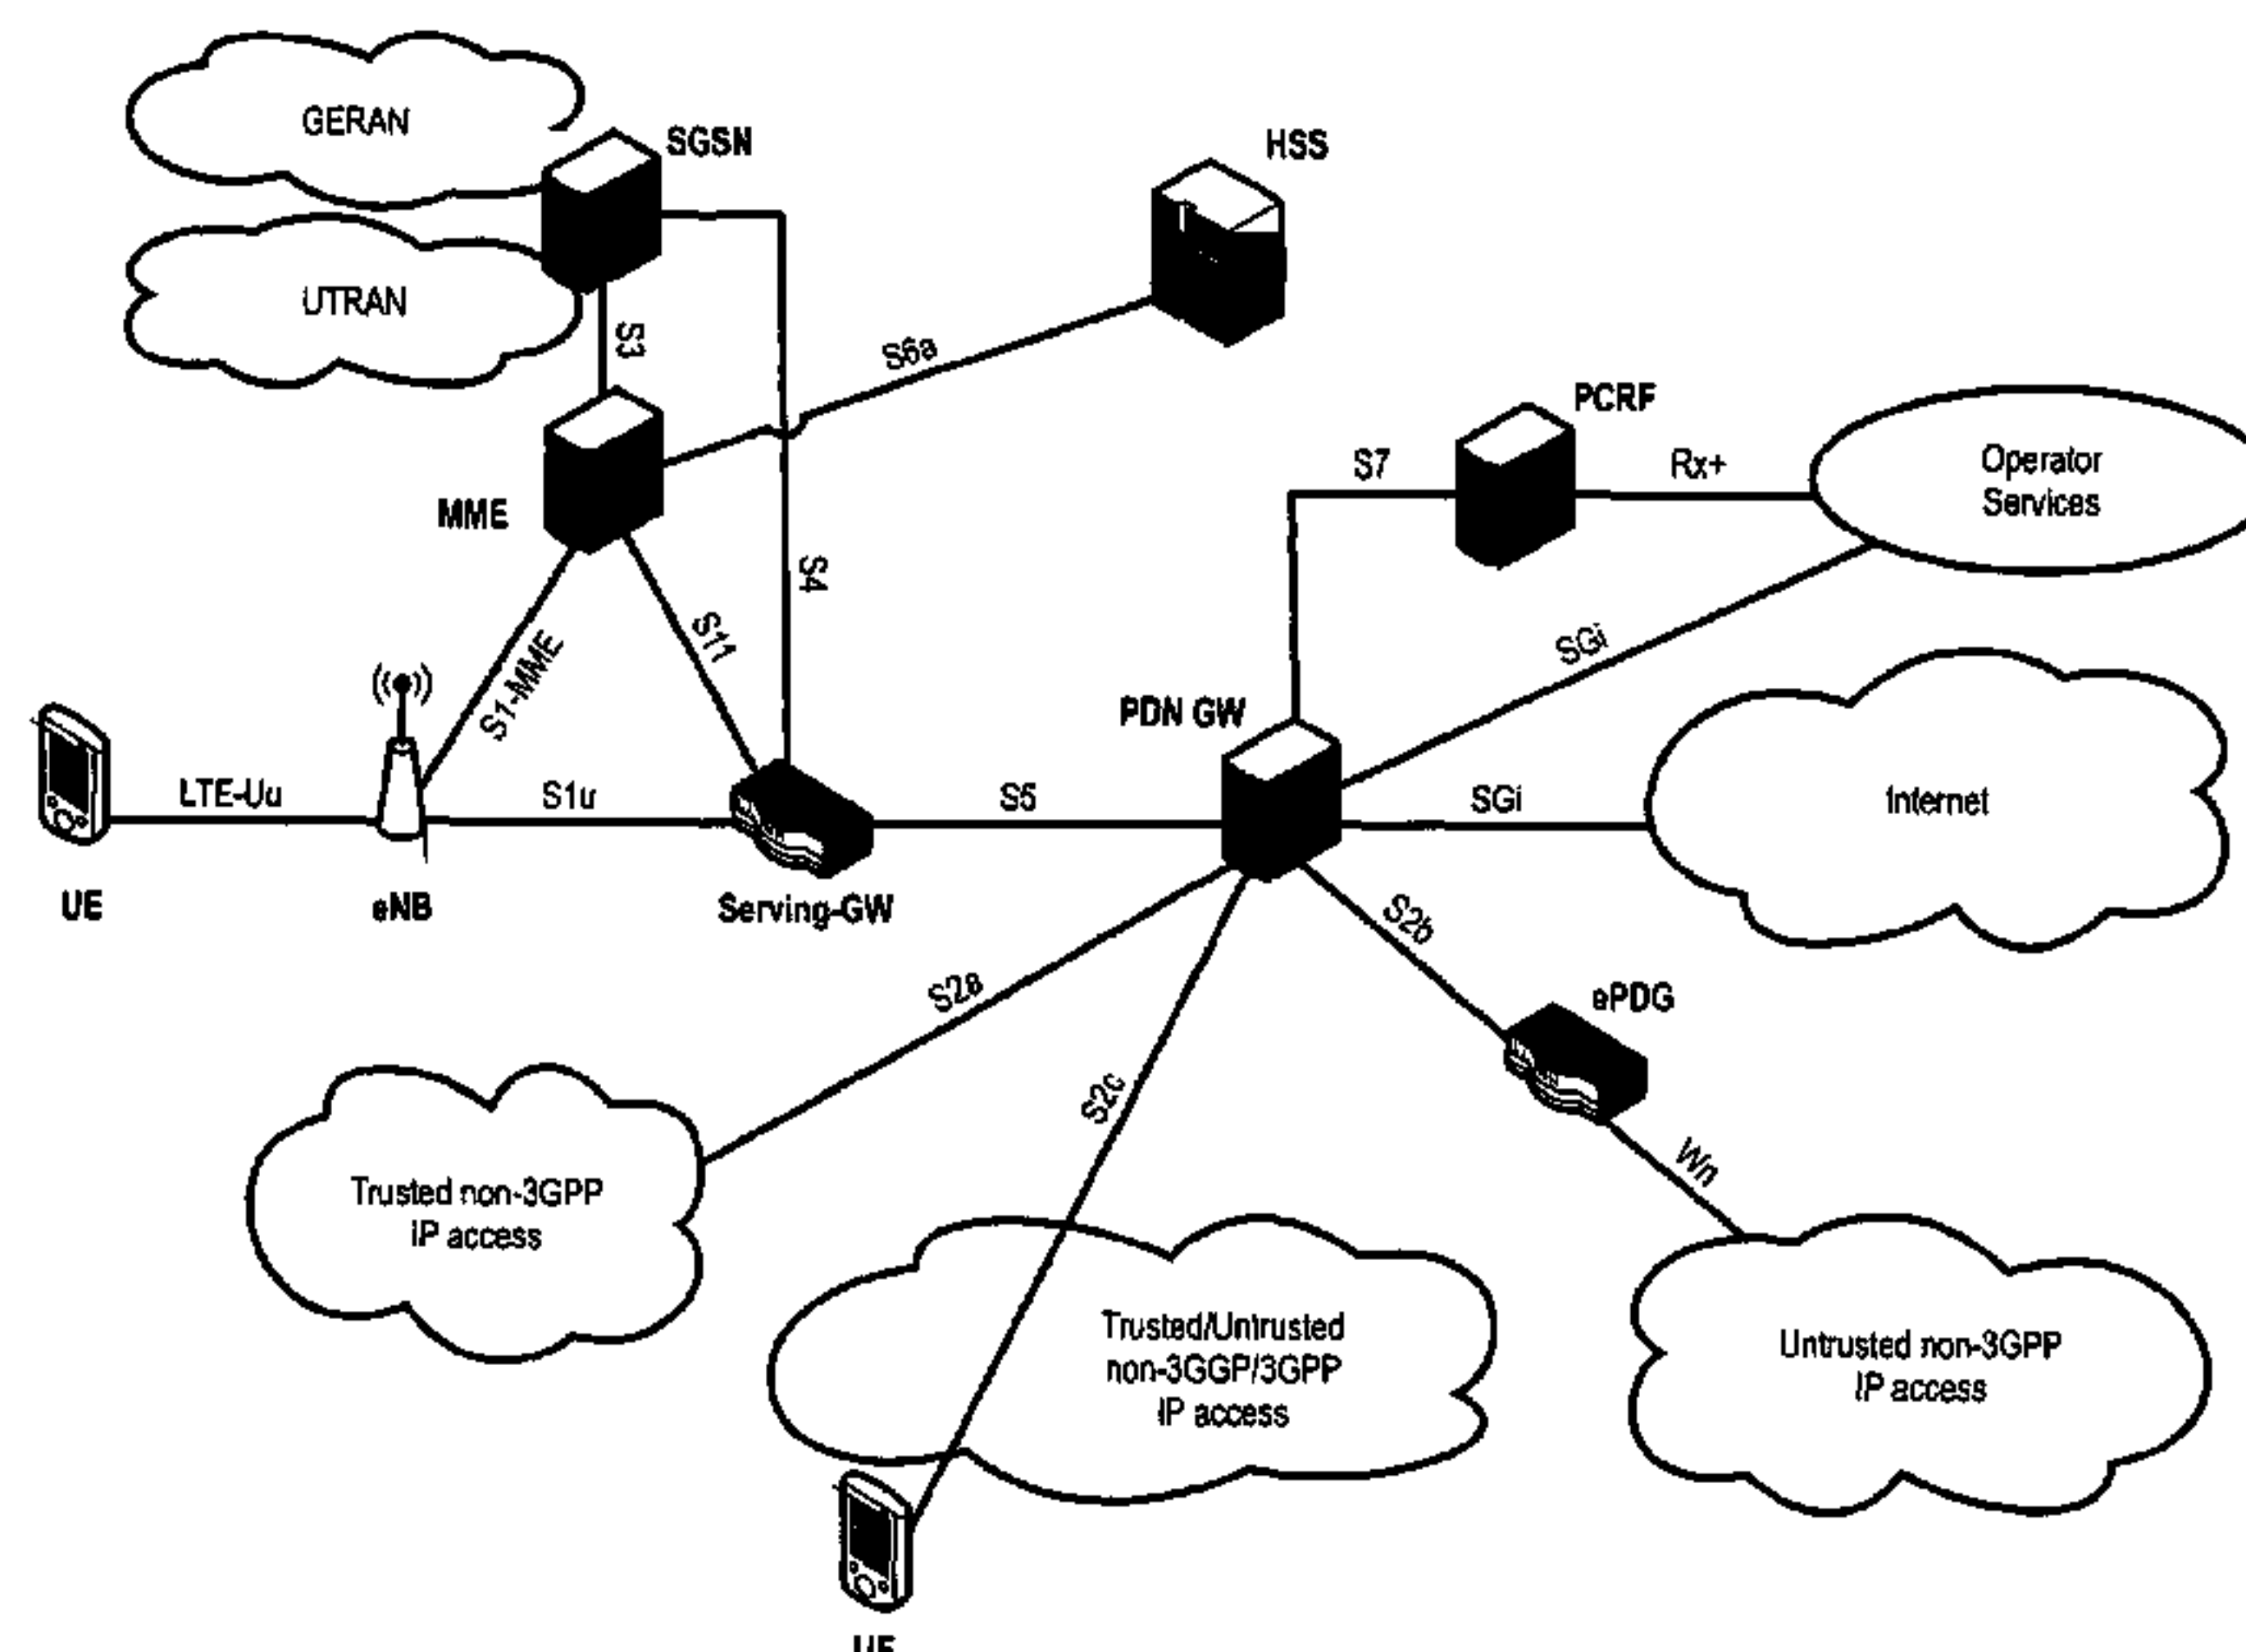 GERAN
SGSN
HSS
UTRAN
S3
S6a
PCRF
S7
Rx+
Operator
Services
MME
S4
S11
S1-MME
SGi
PDN GW
LTE-Uu
S1u
S5
SGi
Internet
UE
eNB
Serving-GW
S2b
S2a
ePDG
S2c
Wn
Trusted non-3GPP
IP access
Trusted/Untrusted
non-3GGP/3GPP
IP access
Untrusted non-3GPP
IP access
UE